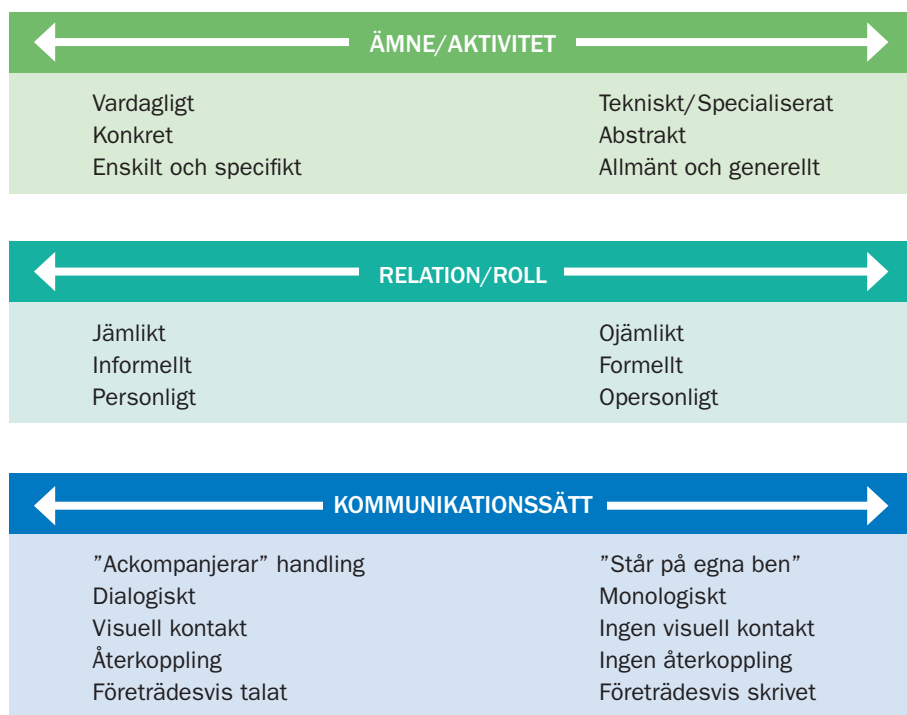 ÄMNE/AKTIVITET
Vardagligt Tekniskt/Specialiserat
Konkret Abstrakt
Enskilt och specifikt Allmänt och generellt
RELATION/ROLL
Jämlikt Ojämlikt
Informellt Formellt
Personligt Opersonligt
KOMMUNIKATIONSSÄTT
”Ackompanjerar” handling ”Står på egna ben”
Dialogiskt Monologiskt
Visuell kontakt Ingen visuell kontakt
Återkoppling Ingen återkoppling
Företrädesvis talat Företrädesvis skrivet